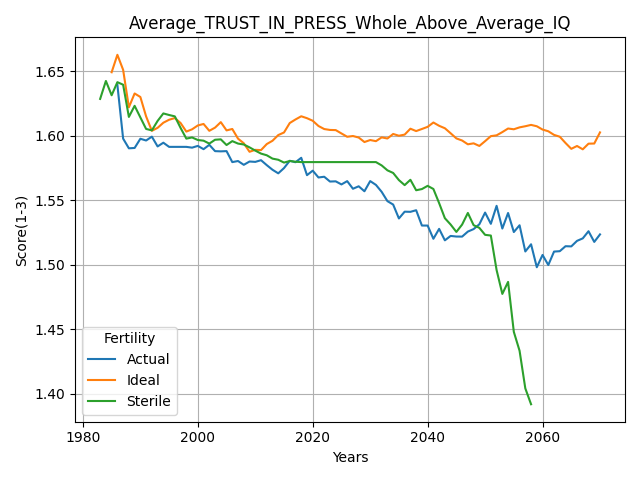 Average_TRUST_IN_PRESS_Whole_Above_Average_IQ
1.65
1.60
1.55
1.50
1.45
1.40
Score(1-3)
Fertility
Actual
Ideal
Sterile
1980
2000
2020
2040
2060
Years